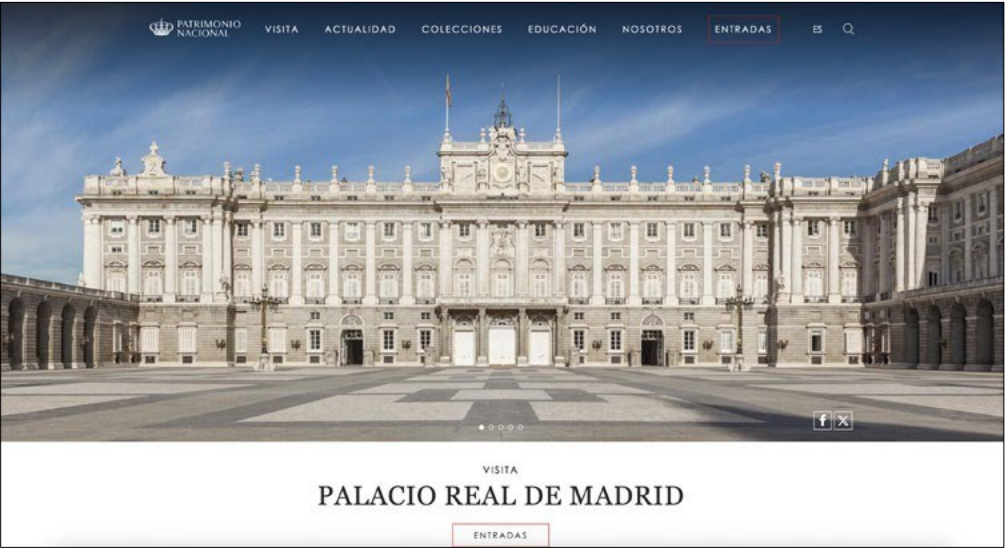 PATRIMONIO
NACIONAL
VISITA ACTUALIDAD COLECCIONES EDUCACIÓN NOSOTROS ENTRADAS ES
VISITA
PALACIO REAL DE MADRID
ENTRADAS